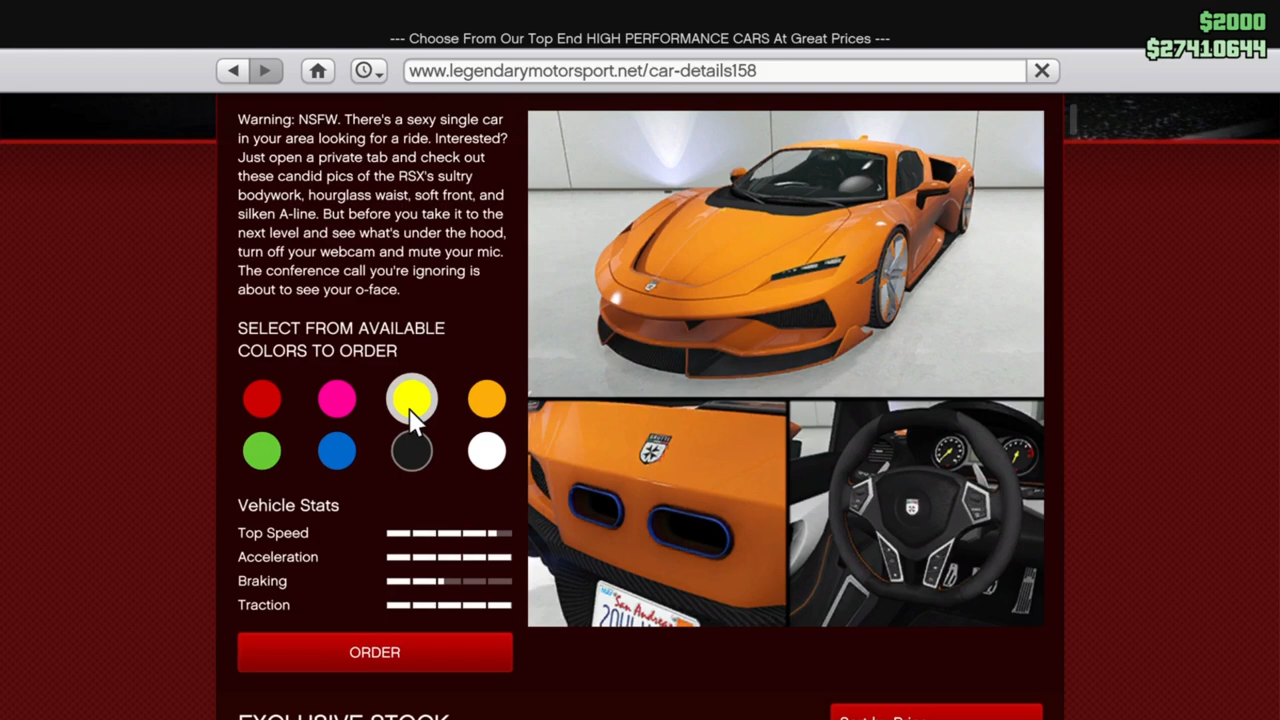 $2000
--- Choose From Our Top End HIGH PERFORMANCE CARS At Great Prices ---
$27410644
www.legendarymotorsport.net/car-details158
Warning: NSFW. There's a sexy single car
in your area looking for a ride. Interested?
Just open a private tab and check out
these candid pics of the RSX's sultry
bodywork, hourglass waist, soft front, and
silken A-line. But before you take it to the
next level and see what's under the hood,
turn off your webcam and mute your mic.
The conference call you're ignoring is
about to see your o-face.
SELECT FROM AVAILABLE
COLORS TO ORDER
Vehicle Stats
Top Speed
Acceleration
Braking
Traction
ORDER
San Andreas
EXCLUSIVE STOCK